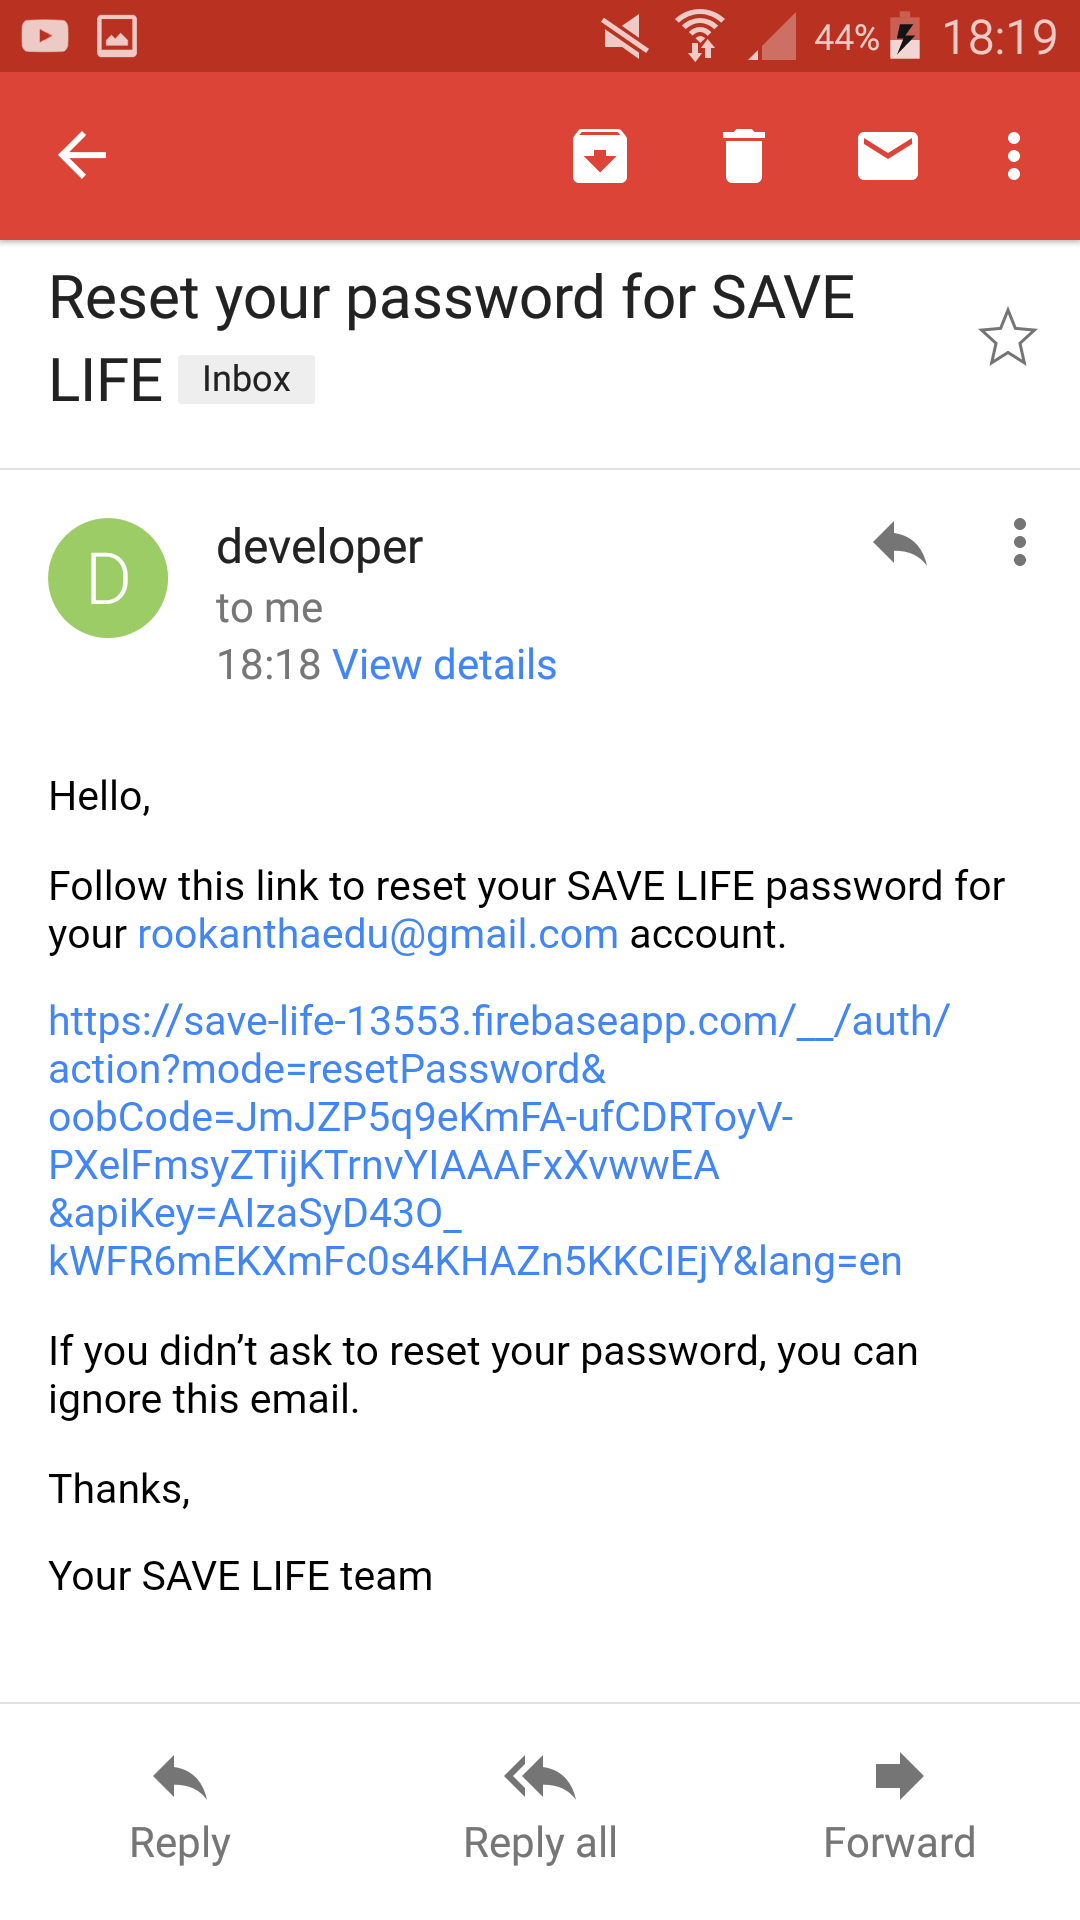 44% 18:19
Reset your password for SAVE
LIFE Inbox
D
developer
to me
18:18 View details
Hello,
Follow this link to reset your SAVE LIFE password for
your rookanthaedu@gmail.com account.
https://save-life-13553.firebaseapp.com/__/auth/
action?mode=resetPassword&
oobCode=JmJZP5q9eKmFA-ufCDRToyV-
PXelFmsyZTijKTrnvYIAAAFxXvwwEA
&apiKey=AIzaSyD43O_
kWFR6mEKXmFc0s4KHAZn5KKCIEjY&lang=en
If you didn’t ask to reset your password, you can
ignore this email.
Thanks,
Your SAVE LIFE team
Reply Reply all Forward